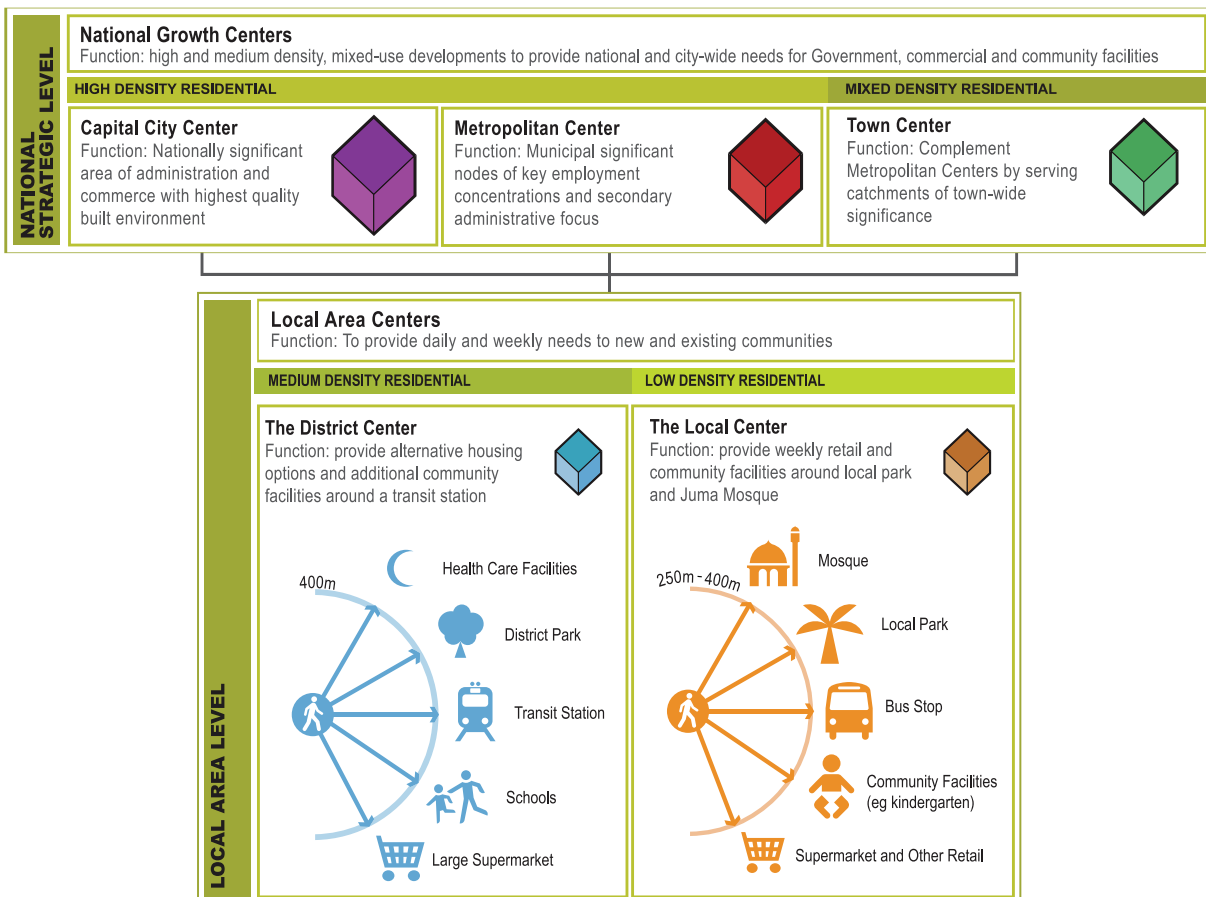 NATIONAL
STRATEGIC LEVEL
National Growth Centers
Function: high and medium density, mixed-use developments to provide national and city-wide needs for Government, commercial and community facilities
HIGH DENSITY RESIDENTIAL
MIXED DENSITY RESIDENTIAL
Capital City Center
Function: Nationally significant
area of administration and
commerce with highest quality
built environment
Metropolitan Center
Function: Municipal significant
nodes of key employment
concentrations and secondary
administrative focus
Town Center
Function: Complement
Metropolitan Centers by serving
catchments of town-wide
significance
LOCAL AREA LEVEL
Local Area Centers
Function: To provide daily and weekly needs to new and existing communities
MEDIUM DENSITY RESIDENTIAL
LOW DENSITY RESIDENTIAL
The District Center
Function: provide alternative housing
options and additional community
facilities around a transit station
400m
Health Care Facilities
District Park
Transit Station
Schools
Large Supermarket
The Local Center
Function: provide weekly retail and
community facilities around local park
and Juma Mosque
250m - 400m
Mosque
Local Park
Bus Stop
Community Facilities
(eg kindergarten)
Supermarket and Other Retail